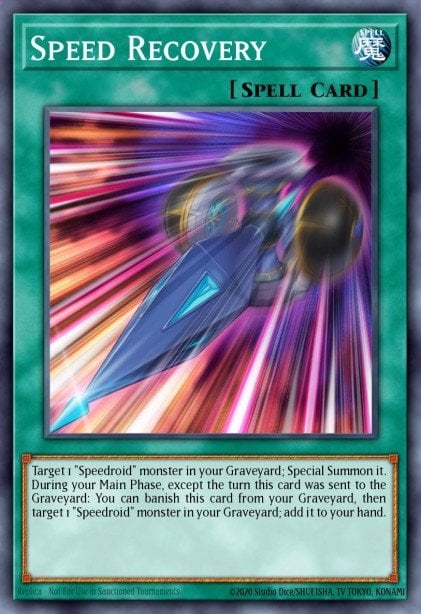 Speed Recovery
SPELL
魔
[Spell Card]
Target 1 "Speedroid" monster in your Graveyard; Special Summon it.
During your Main Phase, except the turn this card was sent to the
Graveyard: You can banish this card from your Graveyard, then
target 1 "Speedroid" monster in your Graveyard; add it to your hand.
Replica - Not For Use in Sanctioned Tournaments
©2020 Studio Dice/SHUEISHA, TV TOKYO, KONAMI